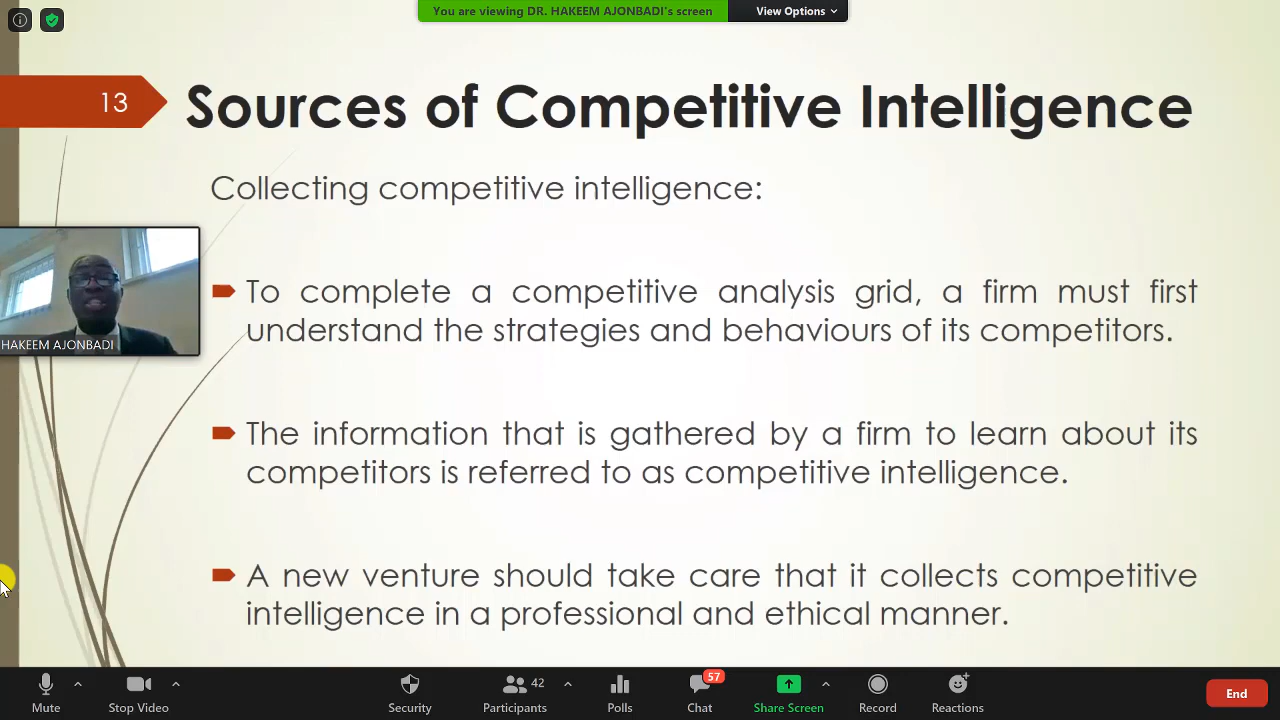 You are viewing DR. HAKEEM AJONBADI's screen
View Options
13
Sources of Competitive Intelligence
Collecting competitive intelligence:
To complete a competitive analysis grid, a firm must first
understand the strategies and behaviours of its competitors.
HAKEEM AJONBADI
The information that is gathered by a firm to learn about its
competitors is referred to as competitive intelligence.
A new venture should take care that it collects competitive
intelligence in a professional and ethical manner.
42
57
Mute
Stop Video
Security
Participants
Polls
Chat
Share Screen
Record
Reactions
End